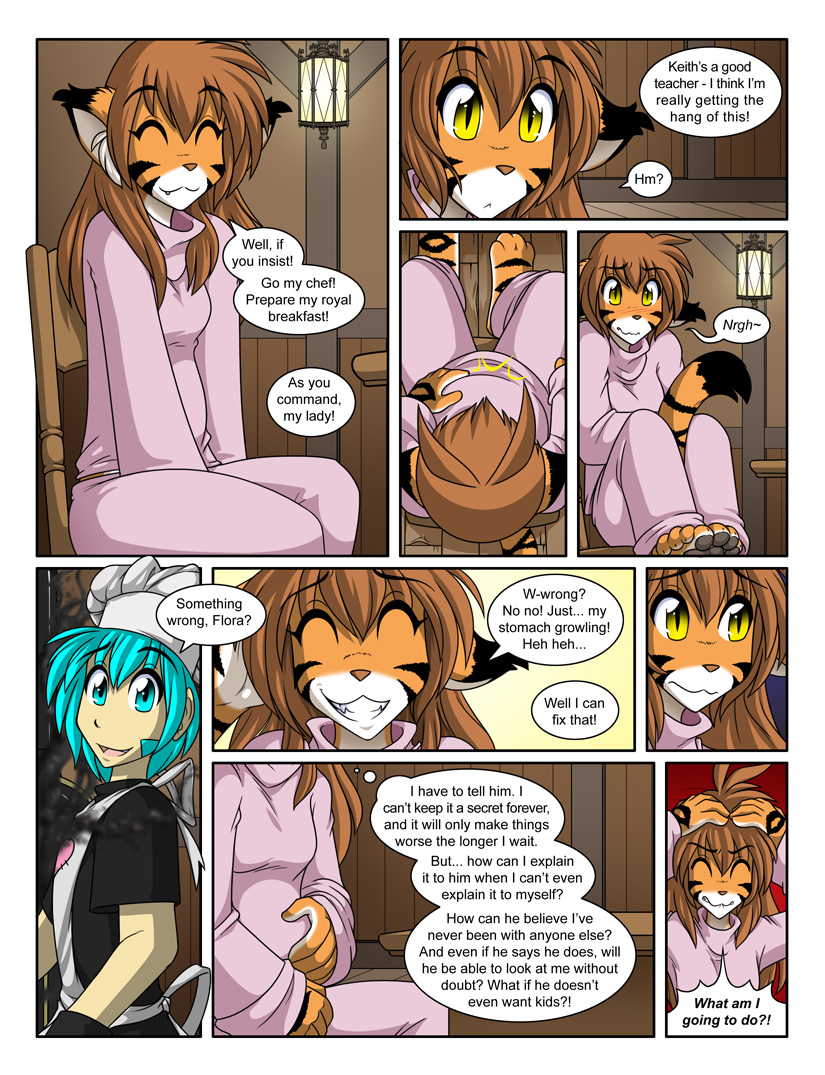 Well, if
you insist!
Go my chef!
Prepare my royal
breakfast!
As you
command,
my lady!
Keith's a good
teacher - I think I'm
really getting the
hang of this!
Hm?
Nrgh~
Something
wrong, Flora?
W-wrong?
No no! Just... my
stomach growling!
Heh heh...
Well I can
fix that!
I have to tell him. I
can't keep it a secret forever,
and it will only make things
worse the longer I wait.
But... how can I explain
it to him when I can't even
explain it to myself?
How can he believe I've
never been with anyone else?
And even if he says he does, will
he be able to look at me without
doubt? What if he doesn't
even want kids?!
What am I
going to do?!